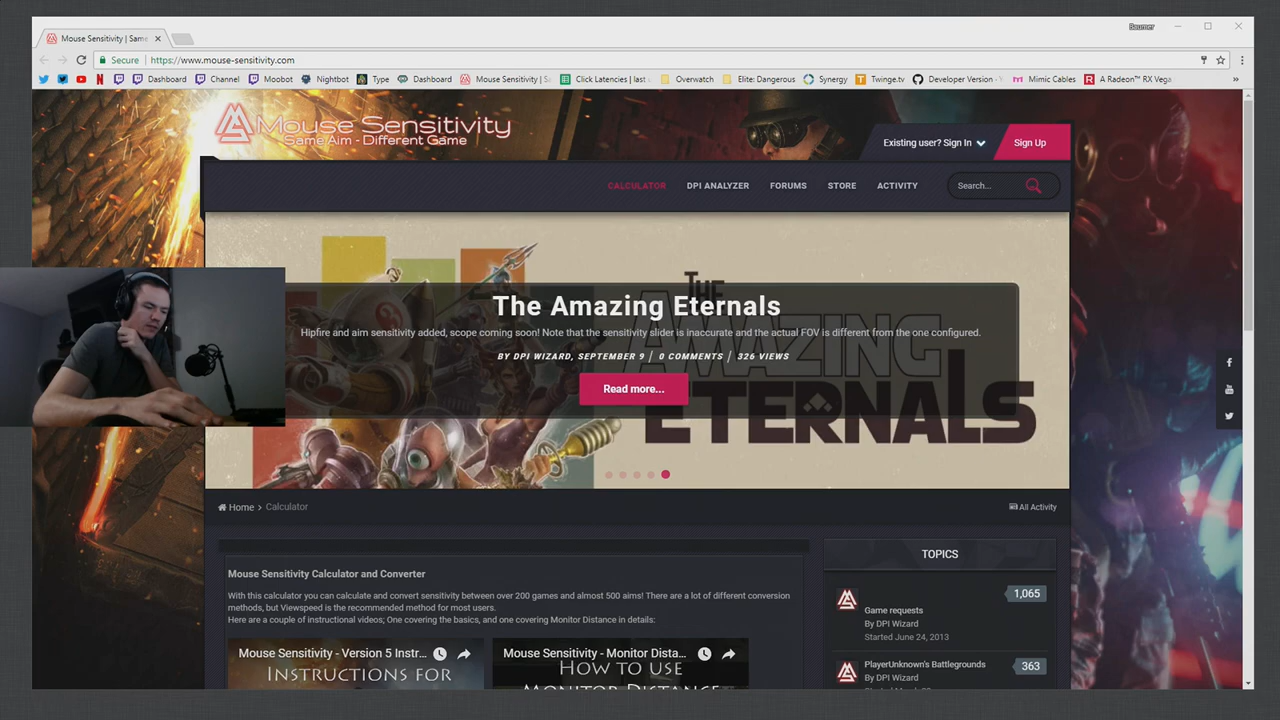 Baumer
Mouse Sensitivity | Same
Secure
https://www.mouse-sensitivity.com
Dashboard
Channel
Moobot
Nightbot
Type
Dashboard
Mouse Sensitivity | Sa
Click Latencies | last
Overwatch
Elite: Dangerous
Synergy
Twinge.tv
Developer Version -
Mimic Cables
A Radeon™ RX Vega
»
Mouse Sensitivity
Same Aim - Different Game
Existing user? Sign In
Sign Up
CALCULATOR
DPI ANALYZER
FORUMS
STORE
ACTIVITY
Search...
THE
AMAZING
ETERNALS
The Amazing Eternals
Hipfire and aim sensitivity added, scope coming soon! Note that the sensitivity slider is inaccurate and the actual FOV is different from the one configured.
BY DPI WIZARD, SEPTEMBER 9 | 0 COMMENTS | 326 VIEWS
Read more...
Home > Calculator
All Activity
Mouse Sensitivity Calculator and Converter
With this calculator you can calculate and convert sensitivity between over 200 games and almost 500 aims! There are a lot of different conversion
methods, but Viewspeed is the recommended method for most users.
Here are a couple of instructional videos; One covering the basics, and one covering Monitor Distance in detail:
Mouse Sensitivity - Version 5 Instr...
INSTRUCTIONS FOR
Mouse Sensitivity - Monitor Dista...
HOW TO USE
MONITOR DISTANCE
TOPICS
1,065
Game requests
By DPI Wizard
Started June 24, 2013
PlayerUnknown's Battlegrounds
363
By DPI Wizard